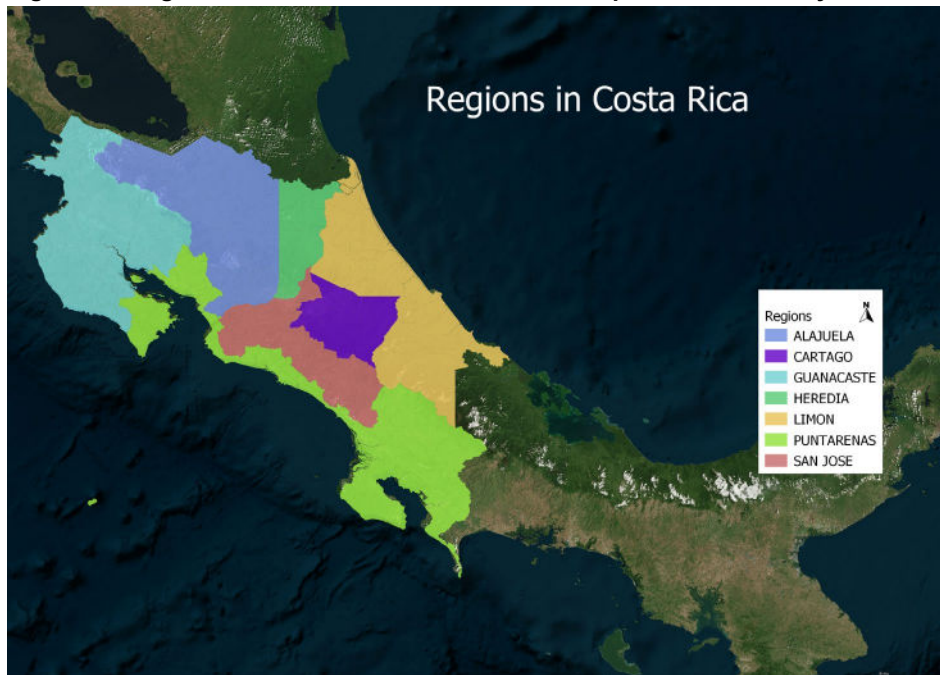 Regions in Costa Rica
Regions
N
ALAJUELA
CARTAGO
GUANACASTE
HEREDIA
LIMON
PUNTARENAS
SAN JOSE